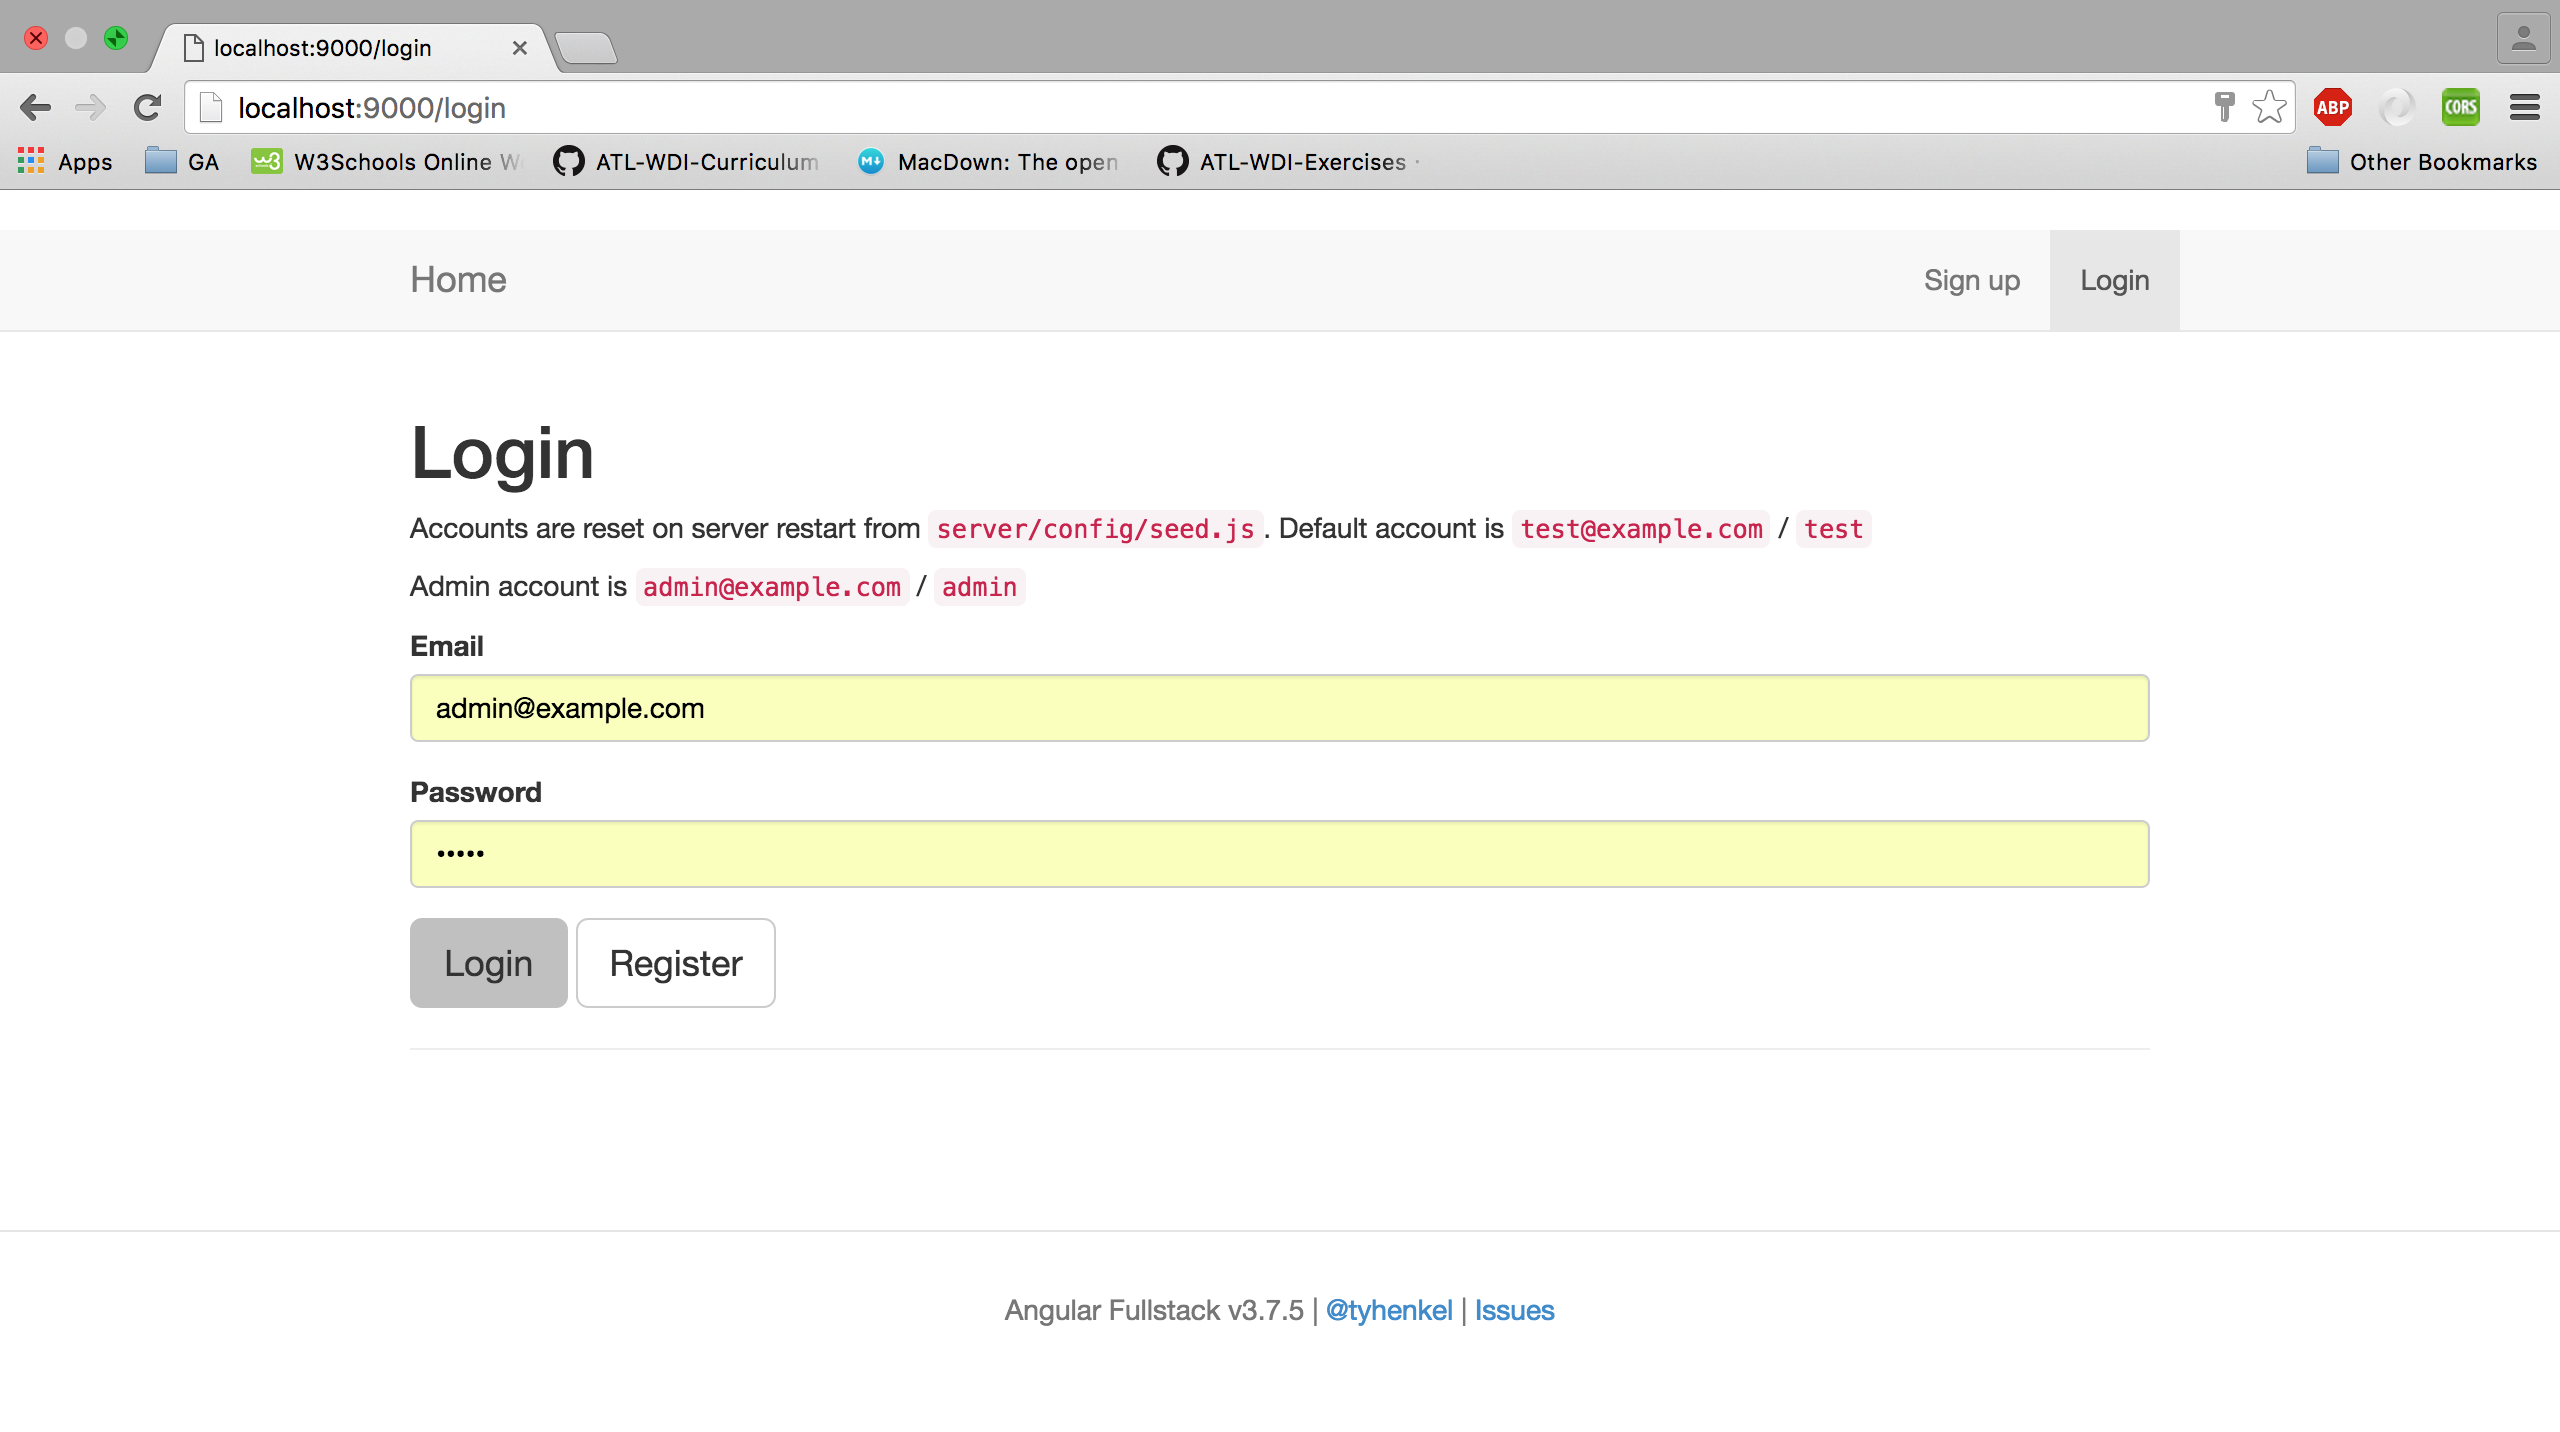 localhost:9000/login
localhost:9000/login
ABP
CORS
Apps GA W3Schools Online W ATL-WDI-Curriculum MacDown: The open ATL-WDI-Exercises · Other Bookmarks
Home Sign up Login
Login
Accounts are reset on server restart from server/config/seed.js. Default account is test@example.com / test
Admin account is admin@example.com / admin
Email
admin@example.com
Password
•••••
Login Register
Angular Fullstack v3.7.5 | @tyhenkel | Issues